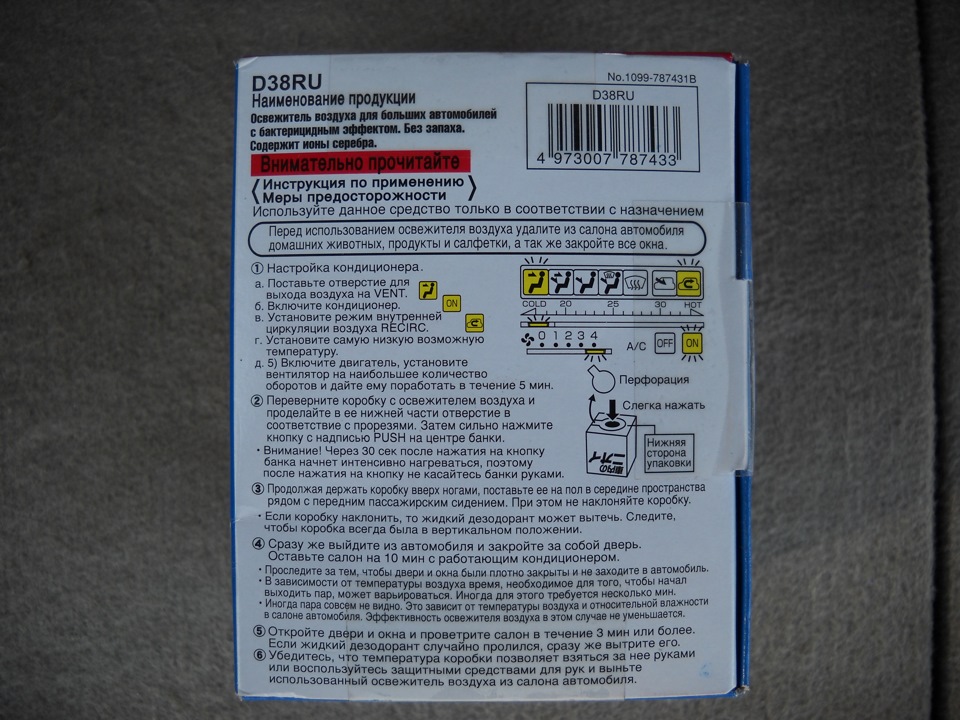 D38RU
No.1099-787431B
Наименование продукции
Освежитель воздуха для больших автомобилей
с бактерицидным эффектом. Без запаха.
Содержит ионы серебра.
D38RU
4 973007 787433
Внимательно прочитайте
Инструкция по применению
Меры предосторожности
Используйте данное средство только в соответствии с назначением
Перед использованием освежителя воздуха удалите из салона автомобиля
домашних животных, продукты и салфетки, а так же закройте все окна.
① Настройка кондиционера.
а. Поставьте отверстие для
выхода воздуха на VENT.
б. Включите кондиционер. ON
в. Установите режим внутренней
циркуляции воздуха RECIRC.
г. Установите самую низкую возможную
температуру.
д. 5) Включите двигатель, установите
вентилятор на наибольшее количество
оборотов и дайте ему поработать в течение 5 мин.
COLD 20 25 30 HOT
0 1 2 3 4
A/C OFF ON
② Переверните коробку с освежителем воздуха и
проделайте в ее нижней части отверстие в
соответствие с прорезями. Затем сильно нажмите
кнопку с надписью PUSH на центре банки.
• Внимание! Через 30 сек после нажатия на кнопку
банка начнет интенсивно нагреваться, поэтому
после нажатия на кнопку не касайтесь банки руками.
Перфорация
Слегка нажать
Нижняя
сторона
упаковки
車内の
ニオイ
③ Продолжая держать коробку вверх ногами, поставьте ее на пол в середине пространства
рядом с передним пассажирским сидением. При этом не наклоняйте коробку.
• Если коробку наклонить, то жидкий дезодорант может вытечь. Следите,
чтобы коробка всегда была в вертикальном положении.
④ Сразу же выйдите из автомобиля и закройте за собой дверь.
Оставьте салон на 10 мин с работающим кондиционером.
• Проследите за тем, чтобы двери и окна были плотно закрыты и не заходите в автомобиль.
• В зависимости от температуры воздуха время, необходимое для того, чтобы начал
выходить пар, может варьироваться. Иногда для этого требуется несколько мин.
• Иногда пара совсем не видно. Это зависит от температуры воздуха и относительной влажности
в салоне автомобиля. Эффективность освежителя воздуха в этом случае не уменьшается.
⑤ Откройте двери и окна и проветрите салон в течение 3 мин или более.
Если жидкий дезодорант случайно пролился, сразу же вытрите его.
⑥ Убедитесь, что температура коробки позволяет взяться за нее руками
или воспользуйтесь защитными средствами для рук и выньте
использованный освежитель воздуха из салона автомобиля.